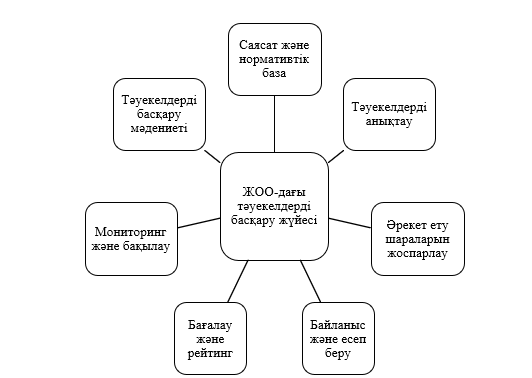 Саясат және
нормативтік
база
Тәуекелдерді
анықтау
Әрекет ету
шараларын
жоспарлау
Байланыс
және есеп
беру
Бағалау
және
рейтинг
Мониторинг
және бақылау
Тәуекелдерді
басқару
мәдениеті
ЖОО-дағы
тәуекелдерді
басқару жүйесі